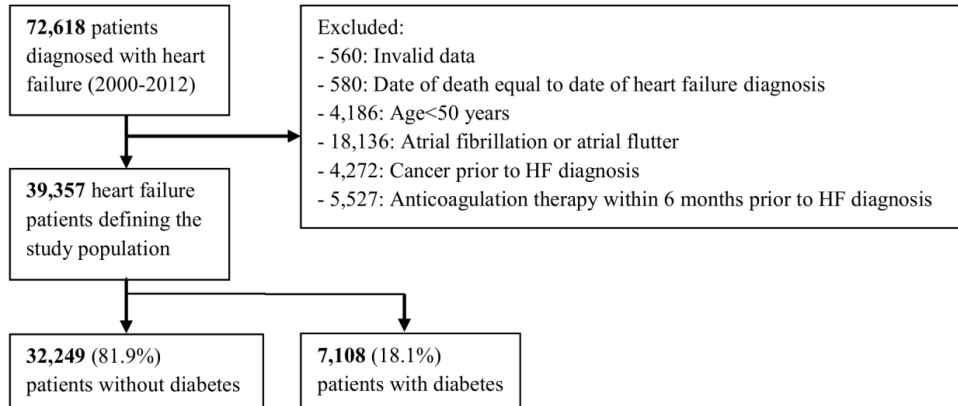 72,618 patients
diagnosed with heart
failure (2000-2012)
Excluded:
- 560: Invalid data
- 580: Date of death equal to date of heart failure diagnosis
- 4,186: Age<50 years
- 18,136: Atrial fibrillation or atrial flutter
- 4,272: Cancer prior to HF diagnosis
- 5,527: Anticoagulation therapy within 6 months prior to HF diagnosis
39,357 heart failure
patients defining the
study population
32,249 (81.9%)
patients without diabetes
7,108 (18.1%)
patients with diabetes